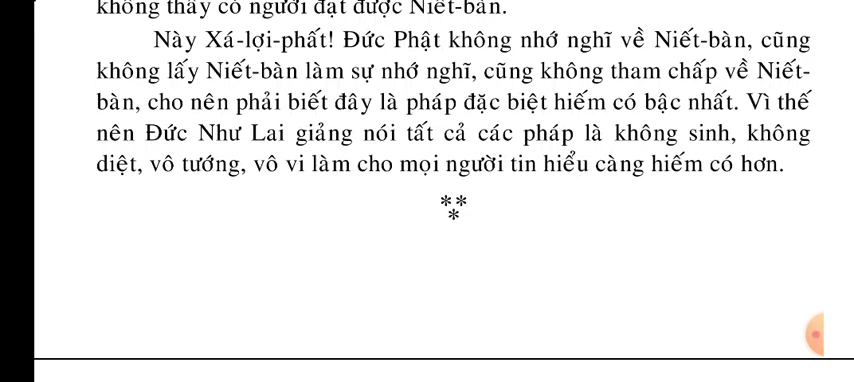 không thấy có người đạt được Niết-bàn.
Này Xá-lợi-phất! Đức Phật không nhớ nghĩ về Niết-bàn, cũng
không lấy Niết-bàn làm sự nhớ nghĩ, cũng không tham chấp về Niết-
bàn, cho nên phải biết đây là pháp đặc biệt hiếm có bậc nhất. Vì thế
nên Đức Như Lai giảng nói tất cả các pháp là không sinh, không
diệt, vô tướng, vô vi làm cho mọi người tin hiểu càng hiếm có hơn.
**
*